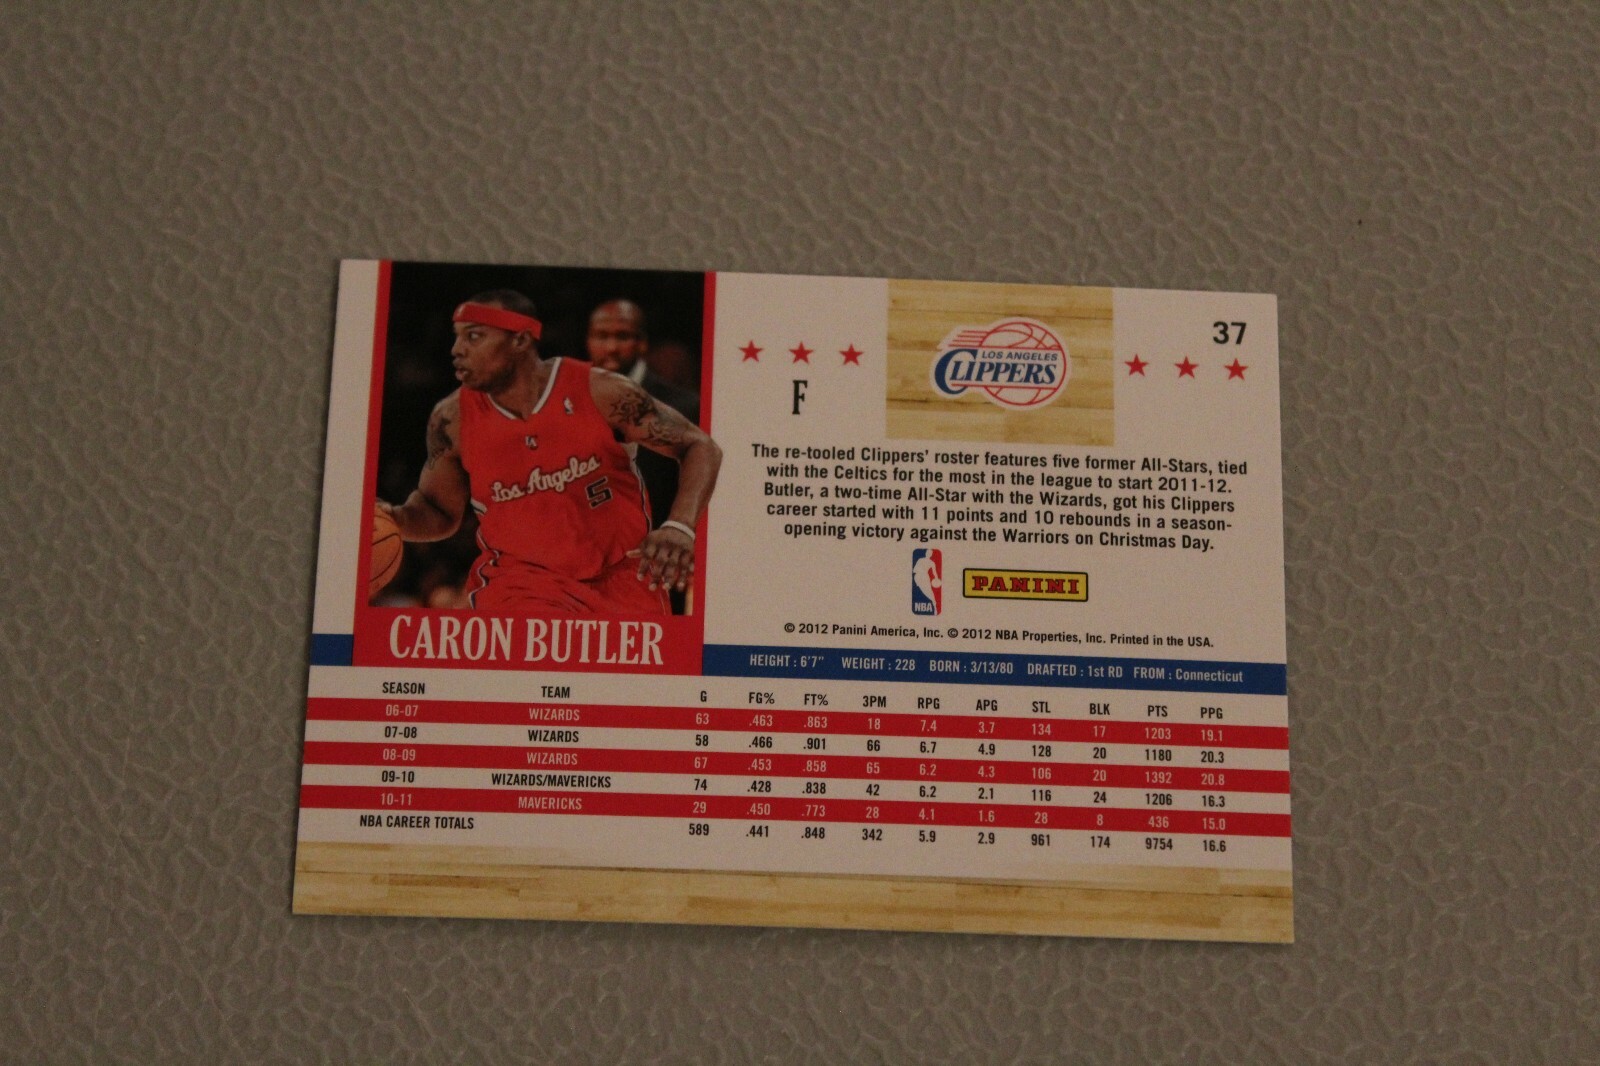 37
LOS ANGELES
CLIPPERS
F
The re-tooled Clippers' roster features five former All-Stars, tied
with the Celtics for the most in the league to start 2011-12.
Butler, a two-time All-Star with the Wizards, got his Clippers
career started with 11 points and 10 rebounds in a season-
opening victory against the Warriors on Christmas Day.
LA
Los Angeles
5
NBA
PANINI
© 2012 Panini America, Inc. © 2012 NBA Properties, Inc. Printed in the USA.
CARON BUTLER
HEIGHT : 6'7" WEIGHT : 228 BORN : 3/13/80 DRAFTED : 1st RD FROM : Connecticut
SEASON TEAM G FG% FT% 3PM RPG APG STL BLK PTS PPG
06-07 WIZARDS 63 .463 .863 18 7.4 3.7 134 17 1203 19.1
07-08 WIZARDS 58 .466 .901 66 6.7 4.9 128 20 1180 20.3
08-09 WIZARDS 67 .453 .858 65 6.2 4.3 106 20 1392 20.8
09-10 WIZARDS/MAVERICKS 74 .428 .838 42 6.2 2.1 116 24 1206 16.3
10-11 MAVERICKS 29 .450 .773 28 4.1 1.6 28 8 436 15.0
NBA CAREER TOTALS 589 .441 .848 342 5.9 2.9 961 174 9754 16.6